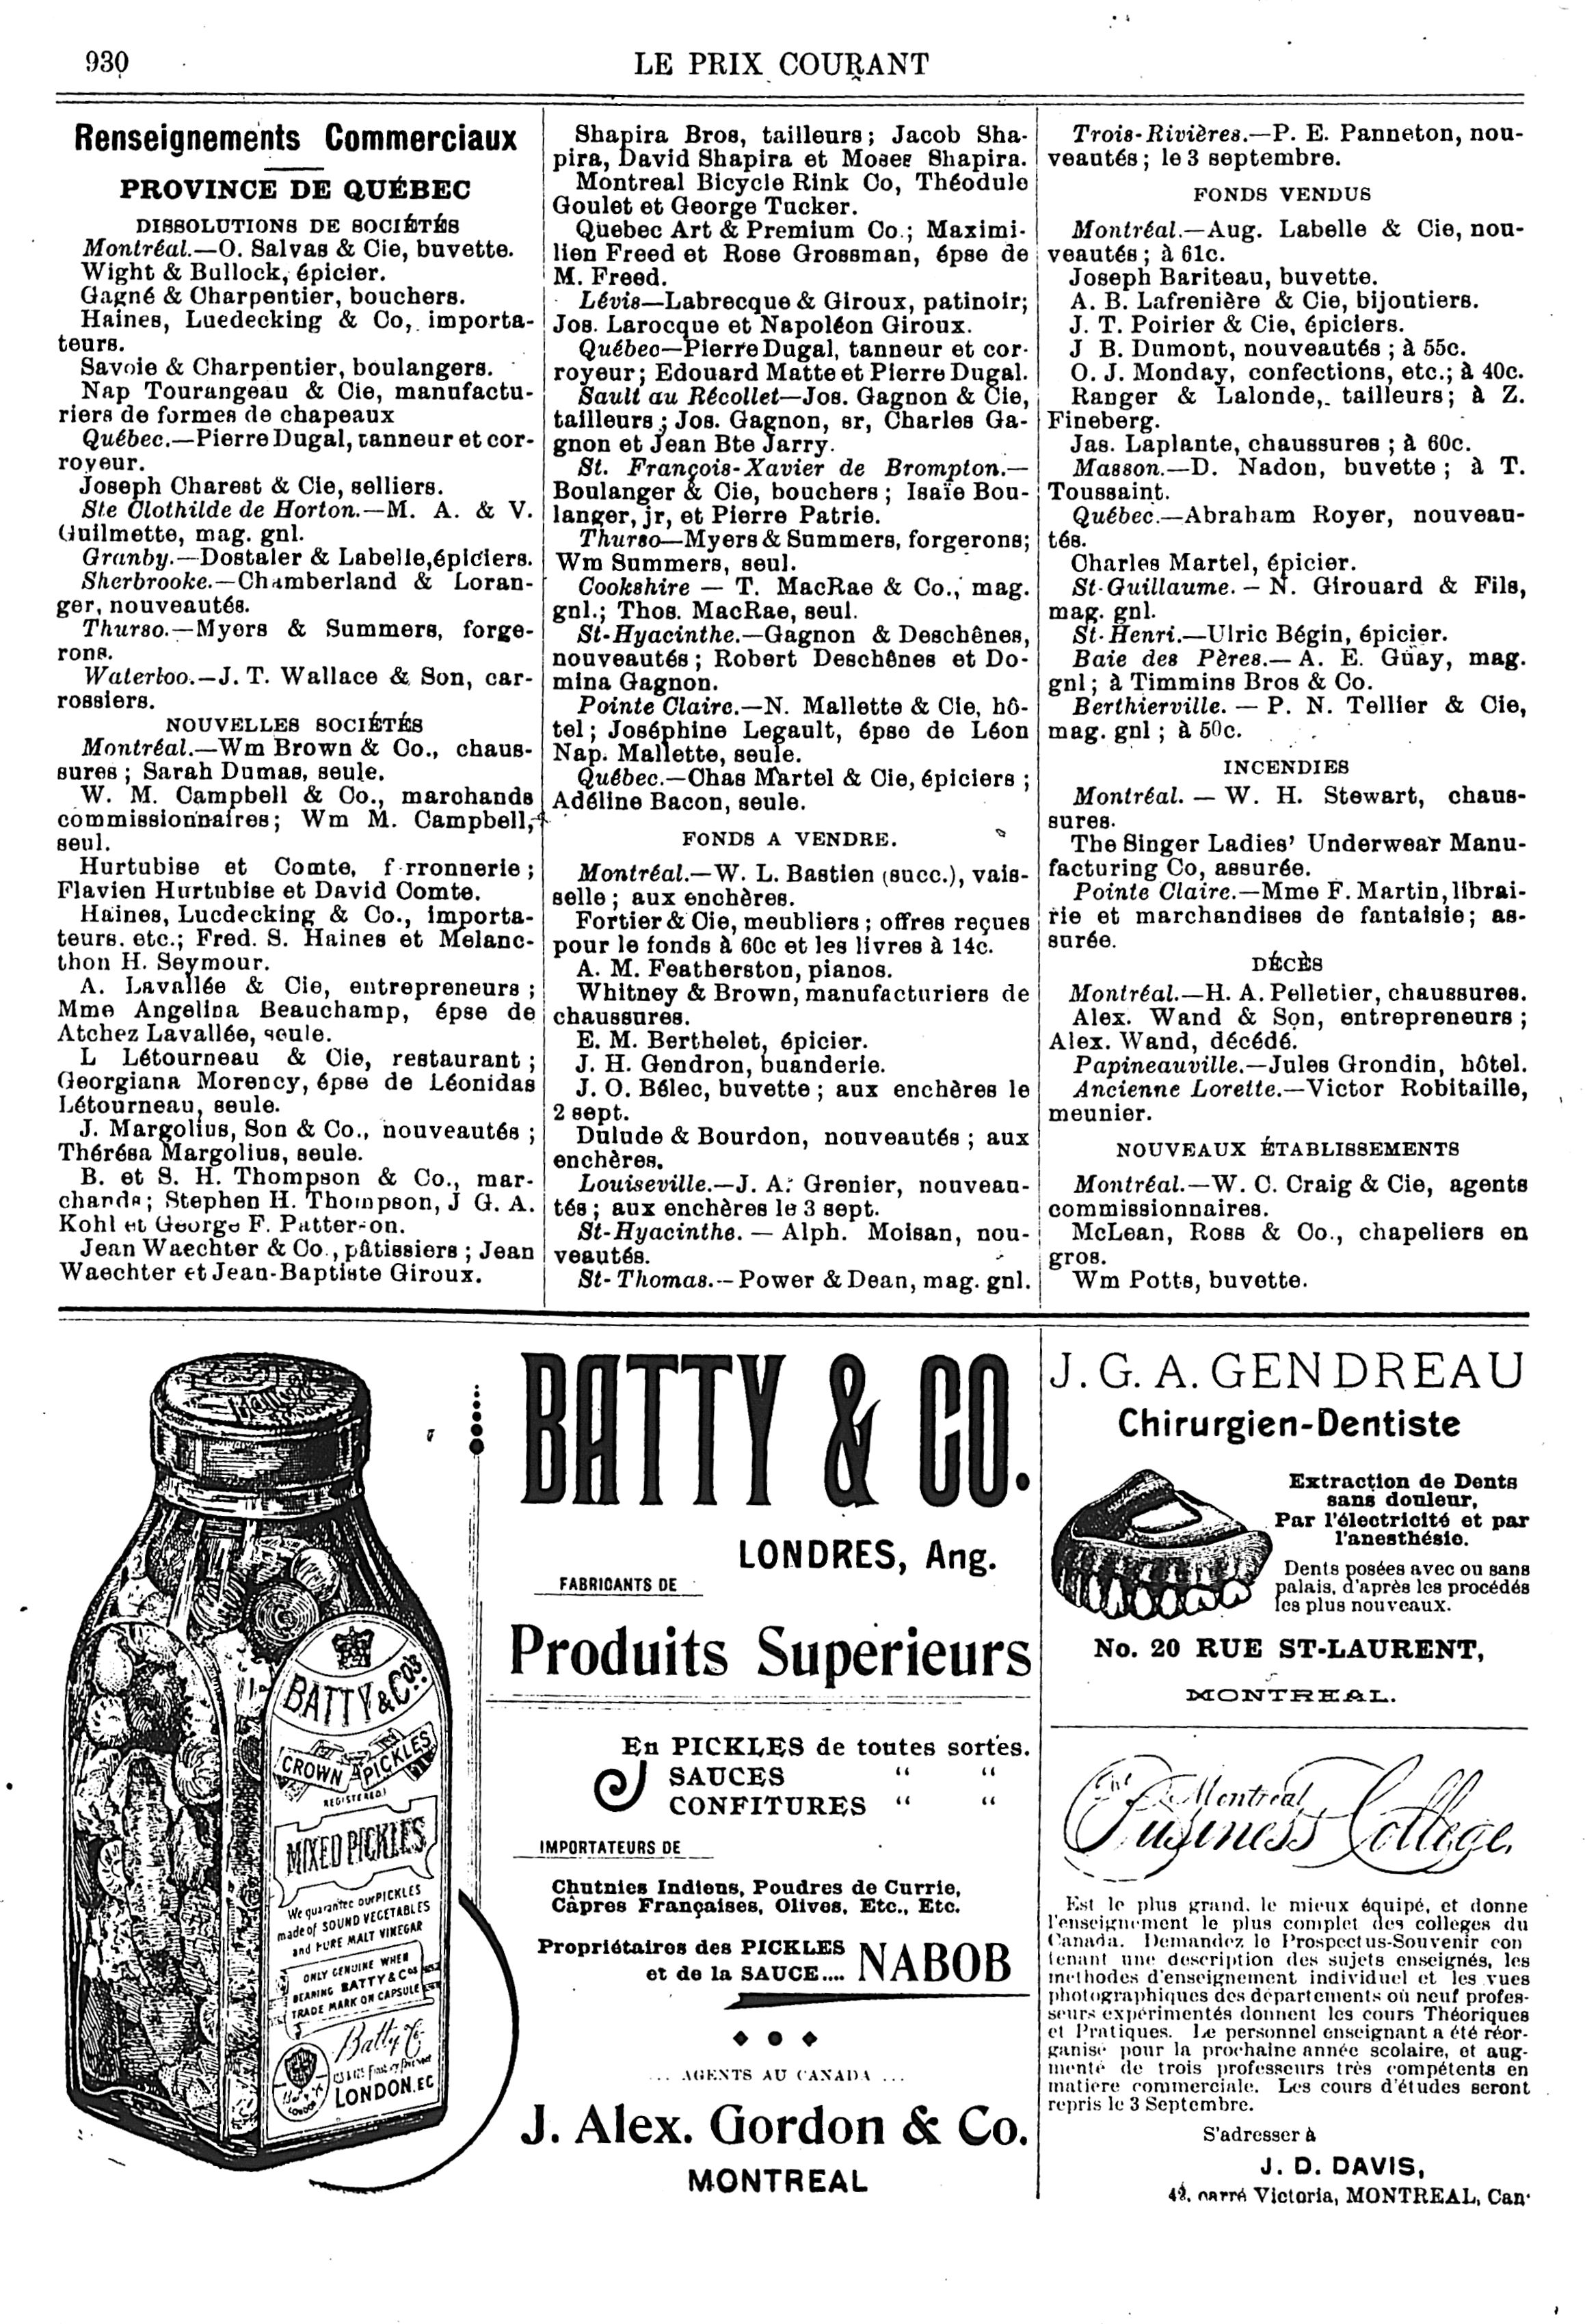 930
LE PRIX COURANT
Renseignements Commerciaux
PROVINCE DE QUÉBEC
DISSOLUTIONS DE SOCIÉTÉS
Montréal.—O. Salvas & Cie, buvette.
Wight & Bullock, épicier.
Gagné & Charpentier, bouchers.
Haines, Luedecking & Co, importa-
teurs.
Savoie & Charpentier, boulangers.
Nap Tourangeau & Cie, manufactu-
riers de formes de chapeaux
Québec.—Pierre Dugal, tanneur et cor-
royeur.
Joseph Charest & Cie, selliers.
Ste Clothilde de Horton.—M. A. & V.
Guilmette, mag. gnl.
Granby.—Dostaler & Labelle, épiciers.
Sherbrooke.—Chamberland & Loran-
ger, nouveautés.
Thurso.—Myers & Summers, forge-
rons.
Waterloo.—J. T. Wallace & Son, car-
rossiers.
NOUVELLES SOCIÉTÉS
Montréal.—Wm Brown & Co., chaus-
sures; Sarah Dumas, seule.
W. M. Campbell & Co., marchands
commissionnaires; Wm M. Campbell,
seul.
Hurtubise et Comte, f rronnerie;
Flavien Hurtubise et David Comte.
Haines, Lucdecking & Co., importa-
teurs. etc.; Fred. S. Haines et Melanc-
thon H. Seymour.
A. Lavallée & Cie, entrepreneurs;
Mme Angelina Beauchamp, épse de
Atchez Lavallée, seule.
L Létourneau & Cie, restaurant;
Georgiana Morency, épse de Léonidas
Létourneau, seule.
J. Margolius, Son & Co., nouveautés;
Thérésa Margolius, seule.
B. et S. H. Thompson & Co., mar-
chands; Stephen H. Thompson, J G. A.
Kohl et George F. Patterson.
Jean Waechter & Co., pâtissiers; Jean
Waechter et Jean-Baptiste Giroux.
Shapira Bros, tailleurs; Jacob Sha-
pira, David Shapira et Moses Shapira.
Montreal Bicycle Rink Co, Théodule
Goulet et George Tucker.
Quebec Art & Premium Co.; Maximi-
lien Freed et Rose Grossman, épse de
M. Freed.
Lévis—Labrecque & Giroux, patinoir;
Jos. Larocque et Napoléon Giroux.
Québec—Pierre Dugal, tanneur et cor-
royeur; Edouard Matte et Pierre Dugal.
Sault au Récollet—Jos. Gagnon & Cie,
tailleurs; Jos. Gagnon, sr, Charles Ga-
gnon et Jean Bte Jarry.
St. François-Xavier de Brompton.—
Boulanger & Cie, bouchers; Isaïe Bou-
langer, jr, et Pierre Patrie.
Thurso—Myers & Summers, forgerons;
Wm Summers, seul.
Cookshire — T. MacRae & Co., mag.
gnl.; Thos. MacRae, seul.
St-Hyacinthe.—Gagnon & Deschênes,
nouveautés; Robert Deschênes et Do-
mina Gagnon.
Pointe Claire.—N. Mallette & Cie, hô-
tel; Joséphine Legault, épse de Léon
Nap. Mallette, seule.
Québec.—Chas Martel & Cie, épiciers;
Adéline Bacon, seule.
FONDS A VENDRE.
Montréal.—W. L. Bastien (succ.), vais-
selle; aux enchères.
Fortier & Cie, meubliers; offres reçues
pour le fonds à 60c et les livres à 14c.
A. M. Featherston, pianos.
Whitney & Brown, manufacturiers de
chaussures.
E. M. Berthelet, épicier.
J. H. Gendron, buanderie.
J. O. Bélec, buvette; aux enchères le
2 sept.
Dulude & Bourdon, nouveautés; aux
enchères.
Louiseville.—J. A. Grenier, nouveau-
tés; aux enchères le 3 sept.
St-Hyacinthe. — Alph. Moisan, nou-
veautés.
St-Thomas.—Power & Dean, mag. gnl.
Trois-Rivières.—P. E. Panneton, nou-
veautés; le 3 septembre.
FONDS VENDUS
Montréal.—Aug. Labelle & Cie, nou-
veautés; à 61c.
Joseph Bariteau, buvette.
A. B. Lafrenière & Cie, bijoutiers.
J. T. Poirier & Cie, épiciers.
J B. Dumont, nouveautés; à 55c.
O. J. Monday, confections, etc.; à 40c.
Ranger & Lalonde, tailleurs; à Z.
Fineberg.
Jas. Laplante, chaussures; à 60c.
Masson.—D. Nadon, buvette; à T.
Toussaint.
Québec.—Abraham Royer, nouveau-
tés.
Charles Martel, épicier.
St-Guillaume. — N. Girouard & Fils,
mag. gnl.
St-Henri.—Ulric Bégin, épicier.
Baie des Pères.— A. E. Guay, mag.
gnl; à Timmins Bros & Co.
Berthierville. — P. N. Tellier & Cie,
mag. gnl; à 50c.
INCENDIES
Montréal. — W. H. Stewart, chaus-
sures.
The Singer Ladies' Underwear Manu-
facturing Co, assurée.
Pointe Claire.—Mme F. Martin, librai-
rie et marchandises de fantaisie; as-
surée.
DÉCÈS
Montréal.—H. A. Pelletier, chaussures.
Alex. Wand & Son, entrepreneurs;
Alex. Wand, décédé.
Papineauville.—Jules Grondin, hôtel.
Ancienne Lorette.—Victor Robitaille,
meunier.
NOUVEAUX ÉTABLISSEMENTS
Montréal.—W. C. Craig & Cie, agents
commissionnaires.
McLean, Ross & Co., chapeliers en
gros.
Wm Potts, buvette.
BATTY & CO'S.
CROWN PICKLES
REGISTERED
MIXED PICKLES
We guarantee our PICKLES
made of SOUND VEGETABLES
and PURE MALT VINEGAR
ONLY GENUINE WHEN
BEARING BATTY & Cos
TRADE MARK ON CAPSULE
Batty & Co
LONDON.EC
BATTY & CO.
LONDRES, Ang.
FABRICANTS DE
Produits Superieurs
En PICKLES de toutes sortes.
SAUCES “ “
CONFITURES “ “
IMPORTATEURS DE
Chutnies Indiens, Poudres de Currie,
Câpres Françaises, Olives, Etc., Etc.
Propriétaires des PICKLES
et de la SAUCE.... NABOB
... AGENTS AU CANADA ...
J. Alex. Gordon & Co.
MONTREAL
J. G. A. GENDREAU
Chirurgien-Dentiste
Extraction de Dents
sans douleur,
Par l'électricité et par
l'anesthésie.
Dents posées avec ou sans
palais, d'après les procédés
les plus nouveaux.
No. 20 RUE ST-LAURENT,
MONTREAL.
The Montreal
Business College,
Est le plus grand, le mieux équipé, et donne
l'enseignement le plus complet des colleges du
Canada. Demandez le Prospectus-Souvenir con
tenant une description des sujets enseignés, les
methodes d'enseignement individuel et les vues
photographiques des départements où neuf profes-
seurs expérimentés donnent les cours Théoriques
et Pratiques. Le personnel enseignant a été réor-
ganisé pour la prochaine année scolaire, et aug-
menté de trois professeurs très compétents en
matiere commerciale. Les cours d'études seront
repris le 3 Septembre.
S'adresser à
J. D. DAVIS,
42, carré Victoria, MONTREAL, Can.